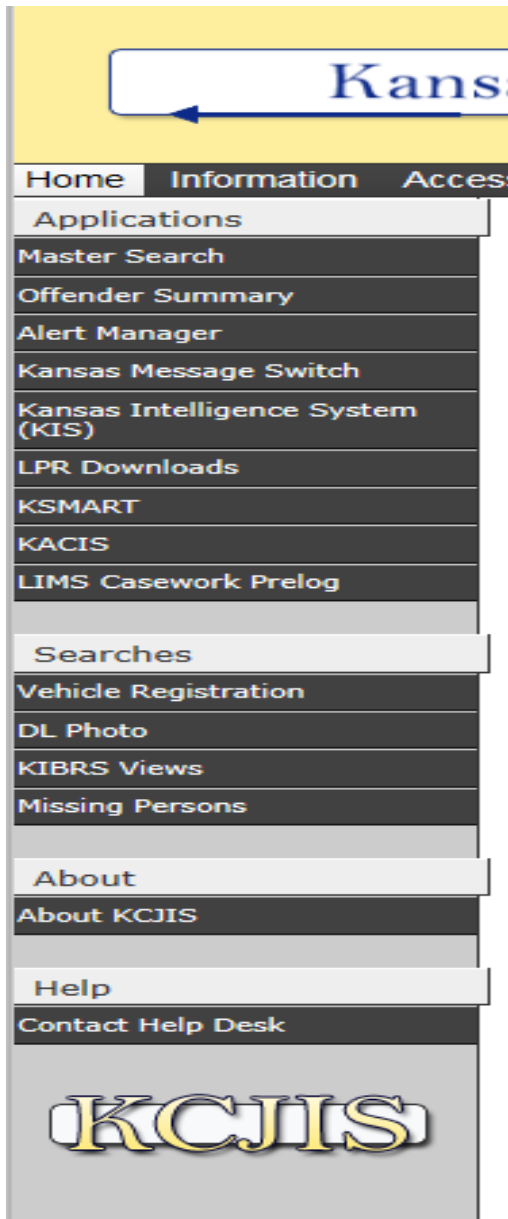 Kans
Home Information Acces
Applications
Master Search
Offender Summary
Alert Manager
Kansas Message Switch
Kansas Intelligence System
(KIS)
LPR Downloads
KSMART
KACIS
LIMS Casework Prelog
Searches
Vehicle Registration
DL Photo
KIBRS Views
Missing Persons
About
About KCJIS
Help
Contact Help Desk
KCJIS